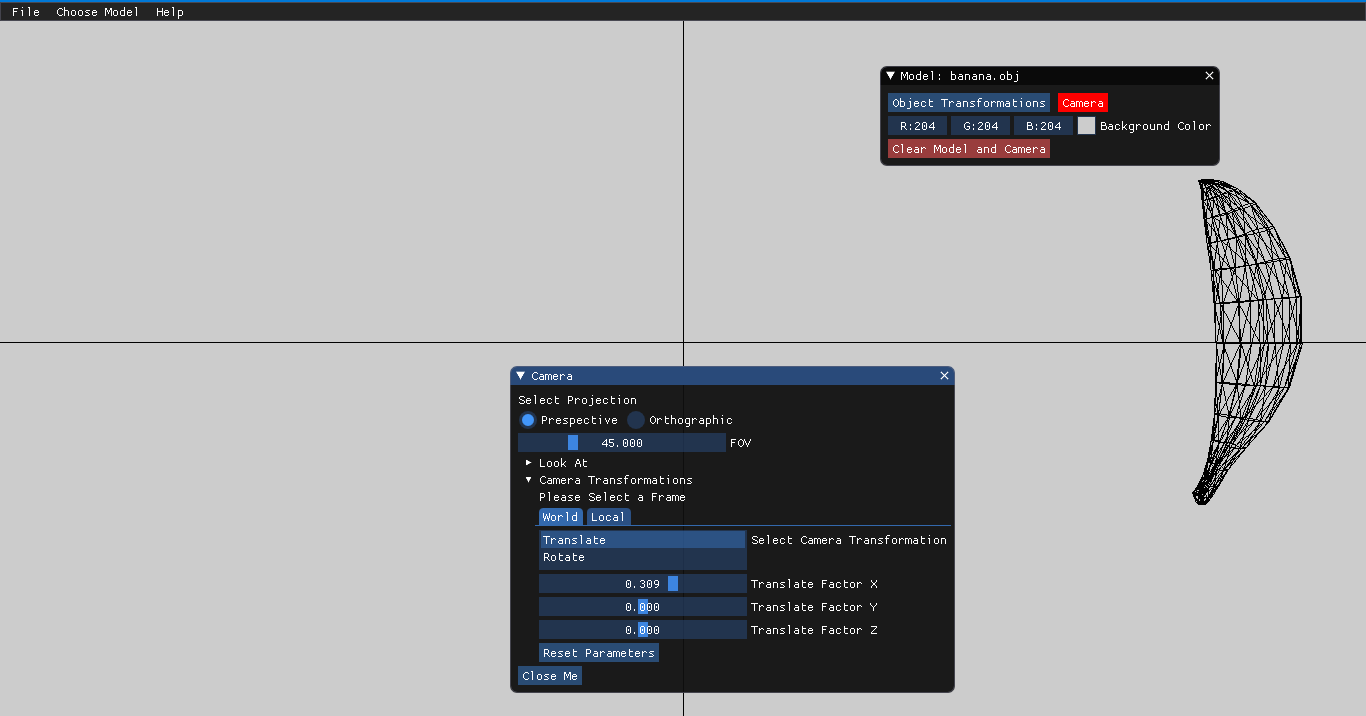 File Choose Model Help
Model: banana.obj
Object Transformations Camera
R:204 G:204 B:204 Background Color
Clear Model and Camera
Camera
Select Projection
Prespective Orthographic
45.000 FOV
Look At
Camera Transformations
Please Select a Frame
World Local
Translate Select Camera Transformation
Rotate
0.309 Translate Factor X
0.000 Translate Factor Y
0.000 Translate Factor Z
Reset Parameters
Close Me